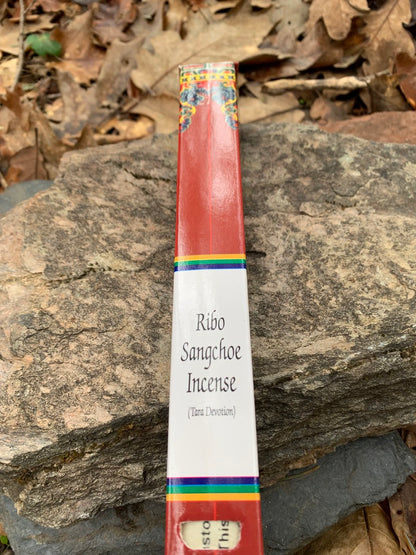 Ribo
Sangchoe
Incense
(Tara Devotion)
This